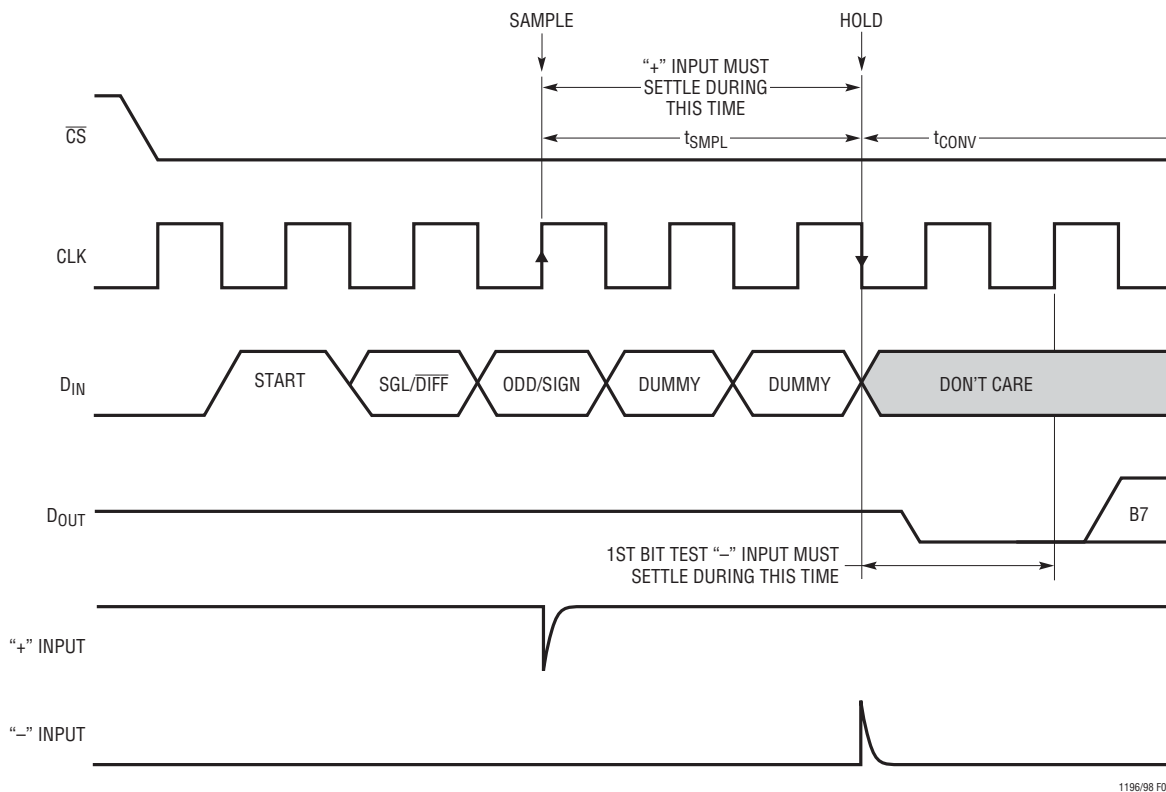 SAMPLE HOLD
“+” INPUT MUST
SETTLE DURING
THIS TIME
CS
tSMPL tCONV
CLK
DIN START SGL/DIFF ODD/SIGN DUMMY DUMMY DON'T CARE
DOUT B7
1ST BIT TEST “–” INPUT MUST
SETTLE DURING THIS TIME
“+” INPUT
“–” INPUT
1196/98 F0